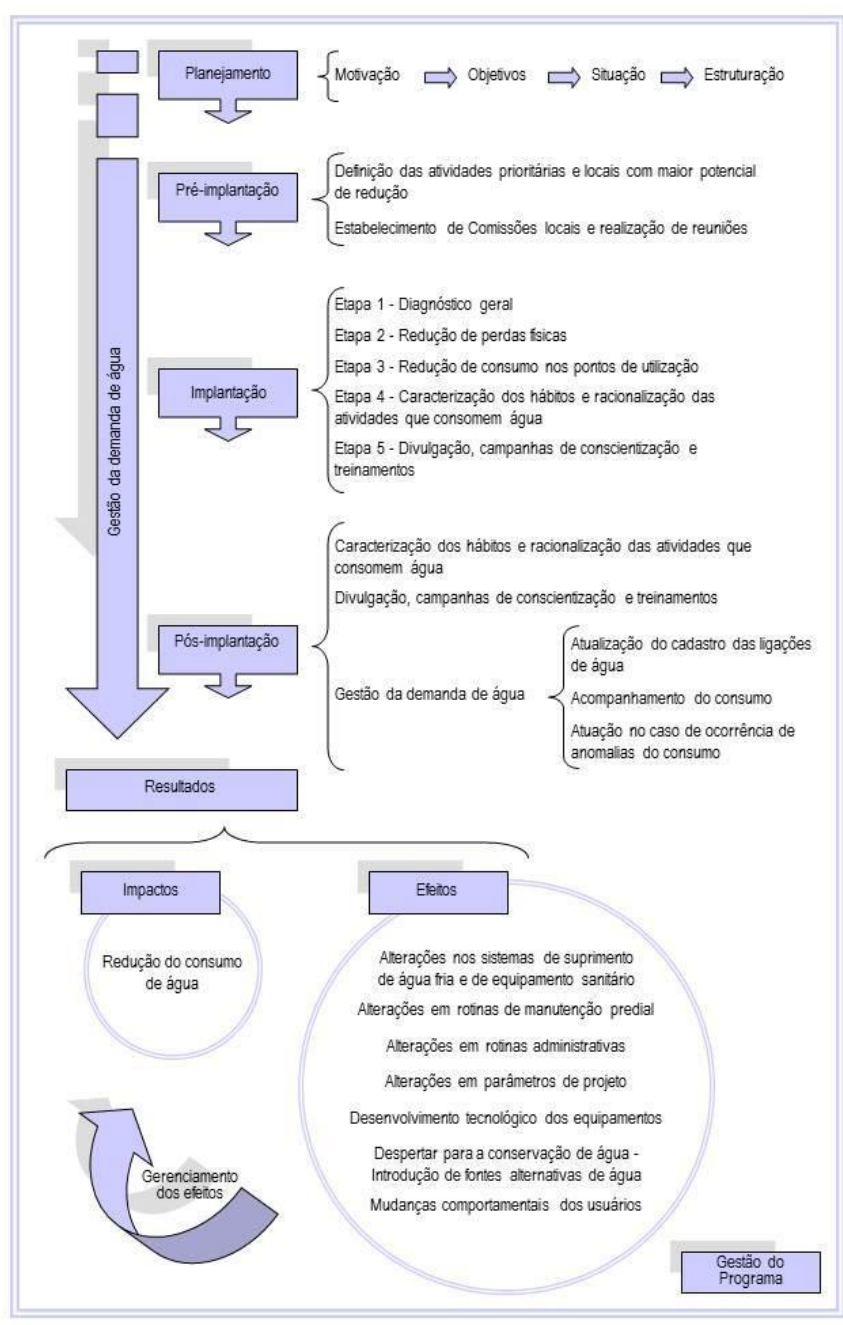 Planejamento
Motivação
Objetivos
Situação
Estruturação
Pré-implantação
Definição das atividades prioritárias e locais com maior potencial
de redução
Estabelecimento de Comissões locais e realização de reuniões
Gestão da demanda de água
Implantação
Etapa 1 - Diagnóstico geral
Etapa 2 - Redução de perdas físicas
Etapa 3 - Redução de consumo nos pontos de utilização
Etapa 4 - Caracterização dos hábitos e racionalização das
atividades que consomem água
Etapa 5 - Divulgação, campanhas de conscientização e
treinamentos
Pós-implantação
Caracterização dos hábitos e racionalização das atividades que
consomem água
Divulgação, campanhas de conscientização e treinamentos
Gestão da demanda de água
Atualização do cadastro das ligações
de água
Acompanhamento do consumo
Atuação no caso de ocorrência de
anomalias do consumo
Resultados
Impactos
Redução do consumo
de água
Efeitos
Alterações nos sistemas de suprimento
de água fria e de equipamento sanitário
Alterações em rotinas de manutenção predial
Alterações em rotinas administrativas
Alterações em parâmetros de projeto
Desenvolvimento tecnológico dos equipamentos
Despertar para a conservação de água -
Introdução de fontes alternativas de água
Mudanças comportamentais dos usuários
Gerenciamento
dos efeitos
Gestão do
Programa